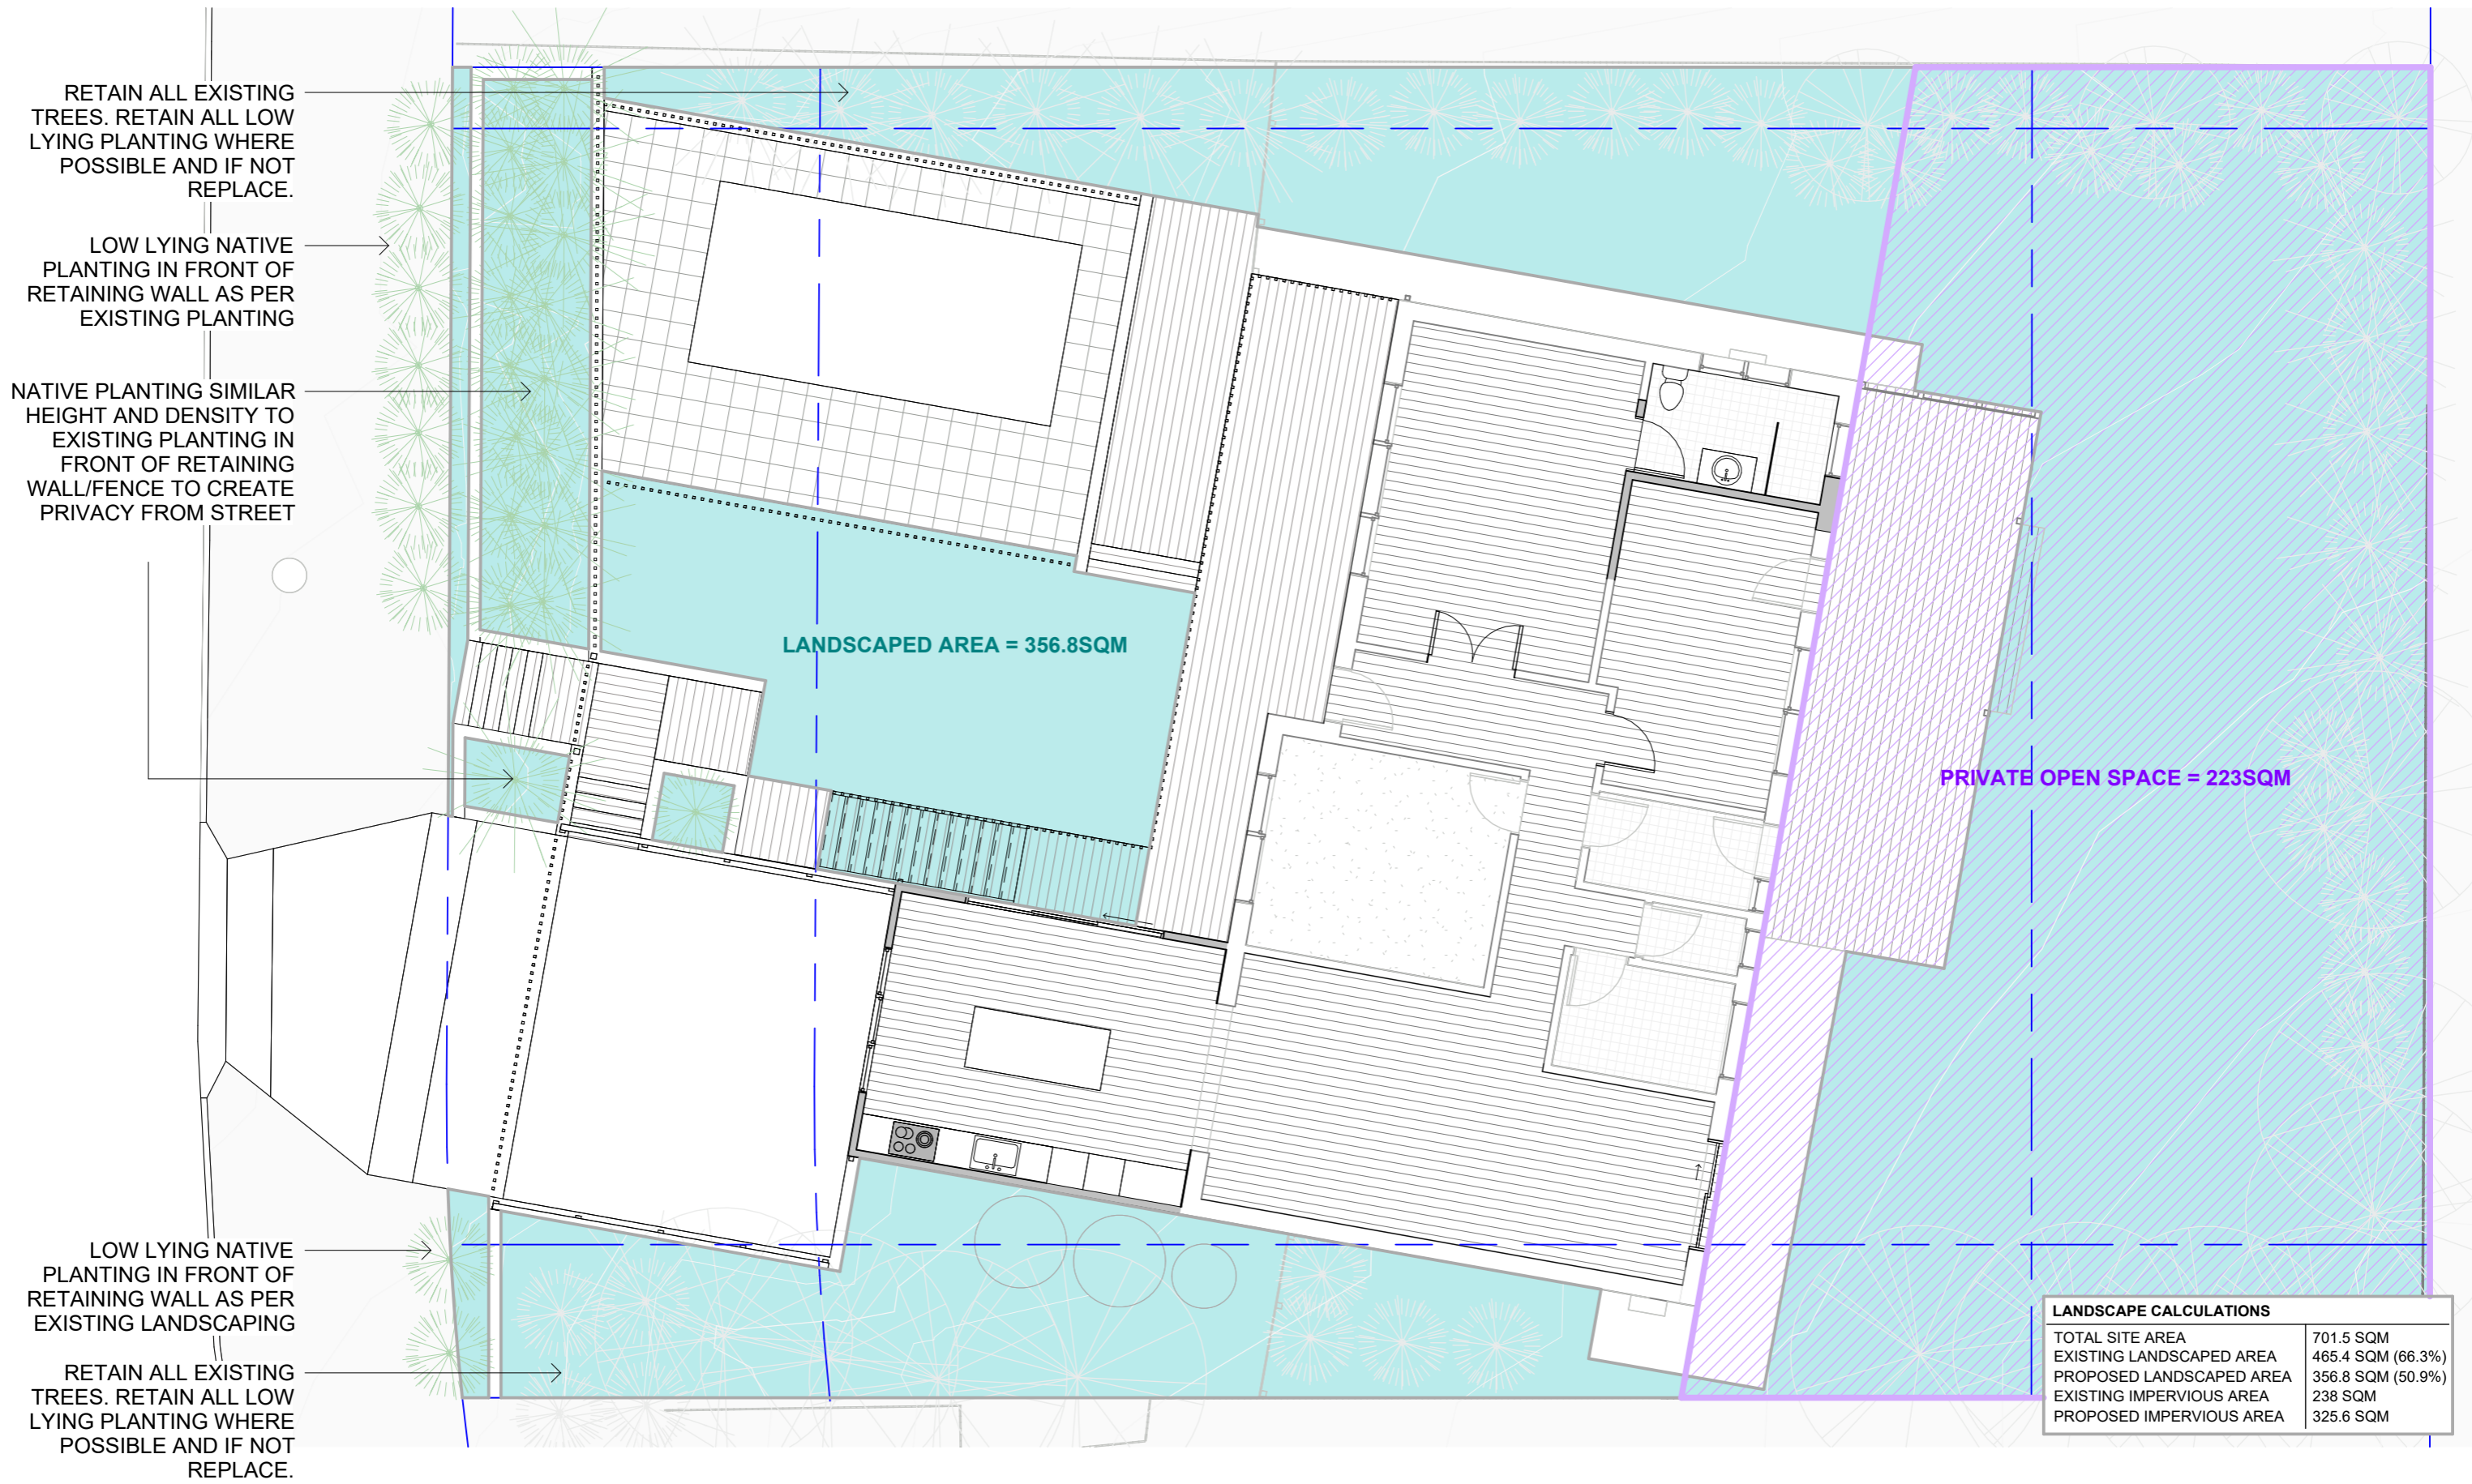 RETAIN ALL EXISTING
TREES. RETAIN ALL LOW
LYING PLANTING WHERE
POSSIBLE AND IF NOT
REPLACE.
LOW LYING NATIVE
PLANTING IN FRONT OF
RETAINING WALL AS PER
EXISTING PLANTING
NATIVE PLANTING SIMILAR
HEIGHT AND DENSITY TO
EXISTING PLANTING IN
FRONT OF RETAINING
WALL/FENCE TO CREATE
PRIVACY FROM STREET
LANDSCAPED AREA = 356.8SQM
PRIVATE OPEN SPACE = 223SQM
LOW LYING NATIVE
PLANTING IN FRONT OF
RETAINING WALL AS PER
EXISTING LANDSCAPING
RETAIN ALL EXISTING
TREES. RETAIN ALL LOW
LYING PLANTING WHERE
POSSIBLE AND IF NOT
REPLACE.
LANDSCAPE CALCULATIONS
TOTAL SITE AREA 701.5 SQM
EXISTING LANDSCAPED AREA 465.4 SQM (66.3%)
PROPOSED LANDSCAPED AREA 356.8 SQM (50.9%)
EXISTING IMPERVIOUS AREA 238 SQM
PROPOSED IMPERVIOUS AREA 325.6 SQM